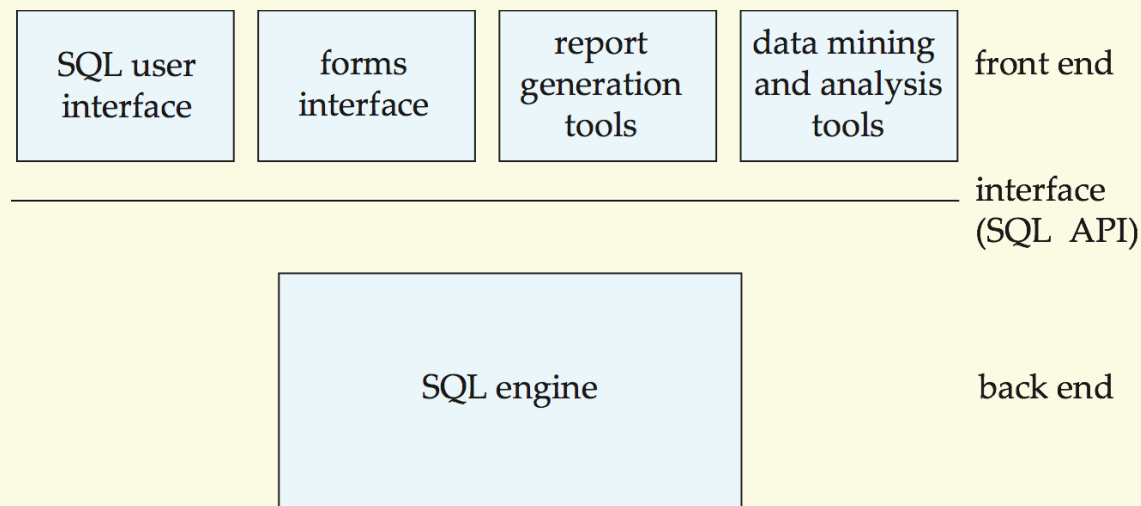 SQL user
interface
forms
interface
report
generation
tools
data mining
and analysis
tools
front end
interface
(SQL API)
SQL engine
back end